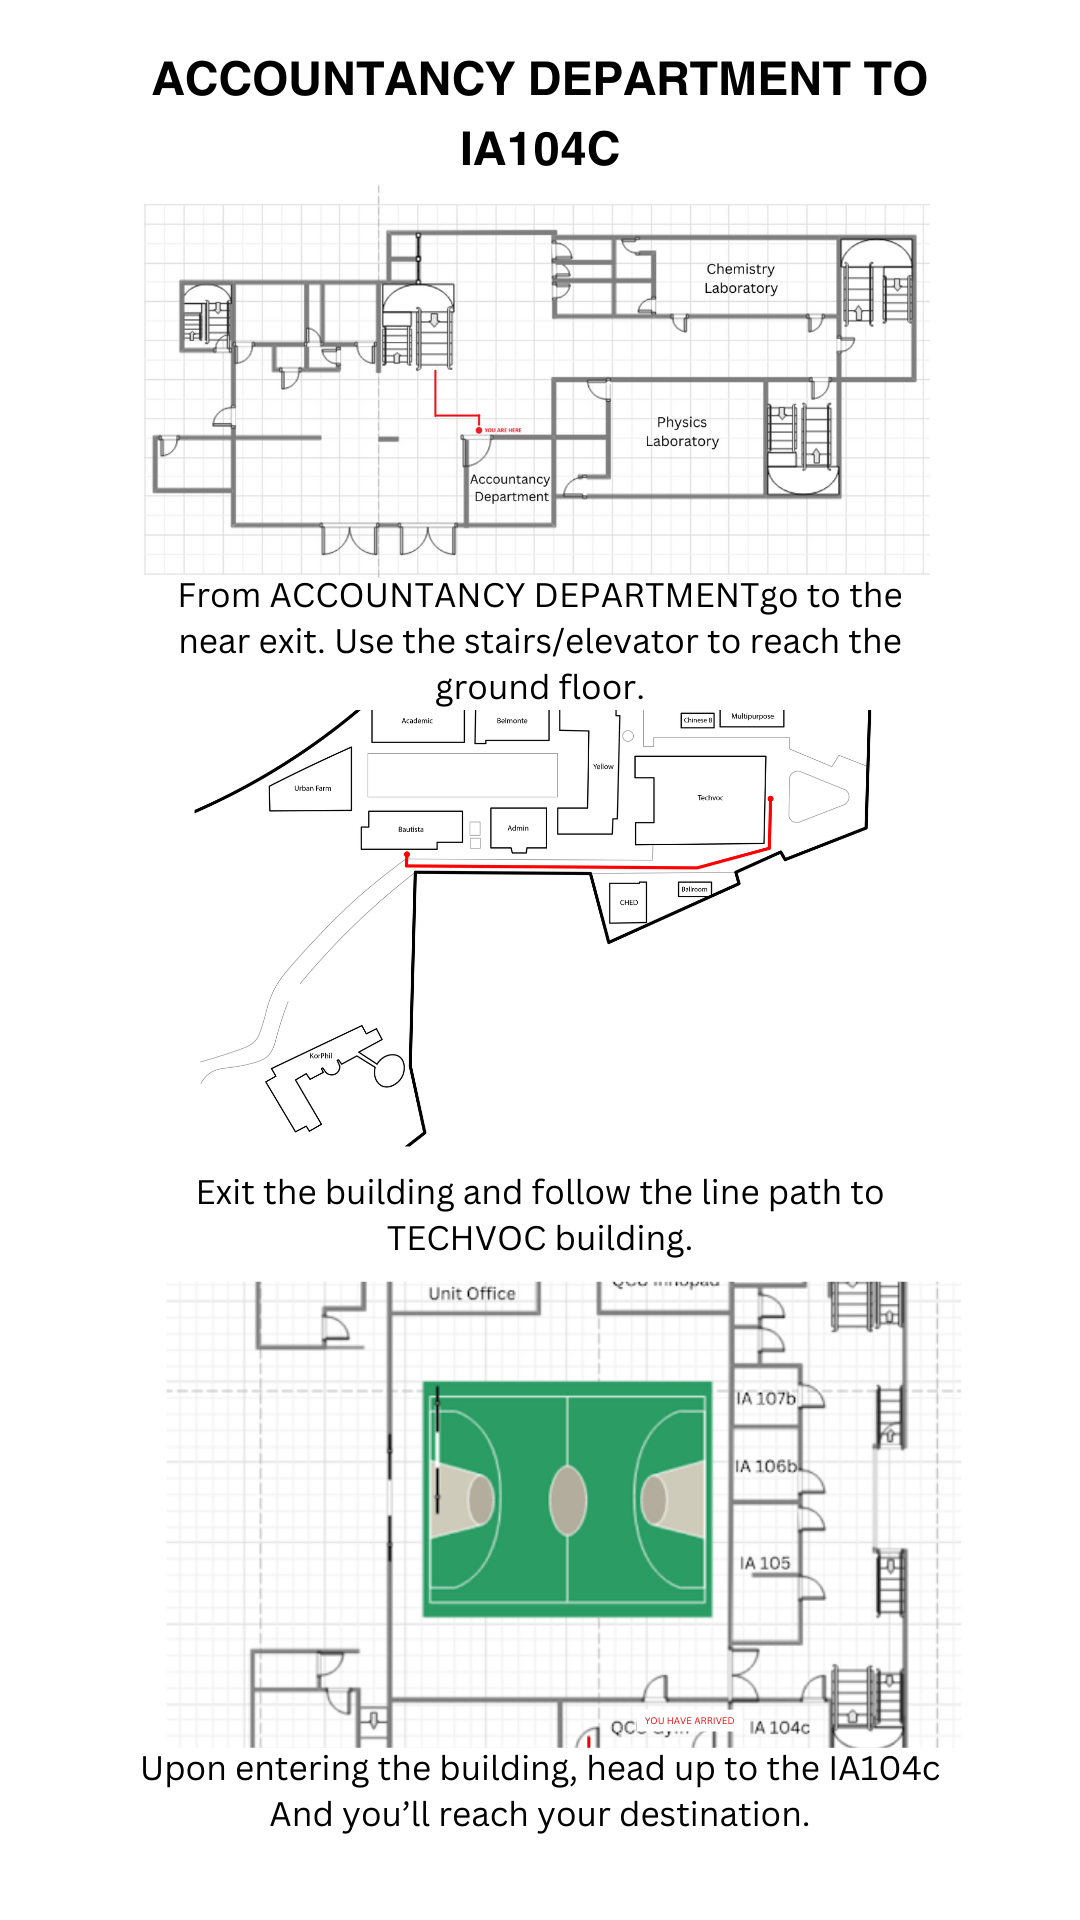 ACCOUNTANCY DEPARTMENT TO
IA104C
Chemistry
Laboratory
Physics
Laboratory
YOU ARE HERE
Accountancy
Department
From ACCOUNTANCY DEPARTMENTgo to the
near exit. Use the stairs/elevator to reach the
ground floor.
Academic
Belmonte
Chinese B
Multipurpose
Yellow
Urban Farm
Techvoc
Bautista
Admin
CHED
Ballroom
KorPhil
Exit the building and follow the line path to
TECHVOC building.
Unit Office
IA 107b
IA 106b
IA 105
YOU HAVE ARRIVED
IA 104c
Upon entering the building, head up to the IA104c
And you’ll reach your destination.